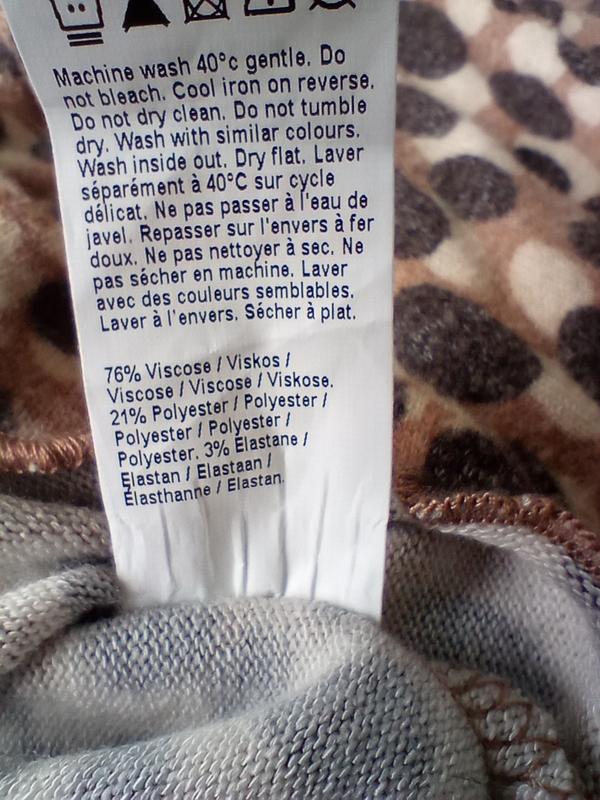 Machine wash 40°c gentle. Do
not bleach. Cool iron on reverse.
Do not dry clean. Do not tumble
dry. Wash with similar colours.
Wash inside out. Dry flat. Laver
séparément à 40°C sur cycle
délicat. Ne pas passer à l'eau de
javel. Repasser sur l'envers à fer
doux. Ne pas nettoyer à sec. Ne
pas sécher en machine. Laver
avec des couleurs semblables.
Laver à l'envers. Sécher à plat.
76% Viscose / Viskos /
Viscose / Viscose / Viskose.
21% Polyester / Polyester /
Polyester / Polyester /
Polyester. 3% Elastane /
Elastan / Elastaan /
Élasthanne / Elastan.